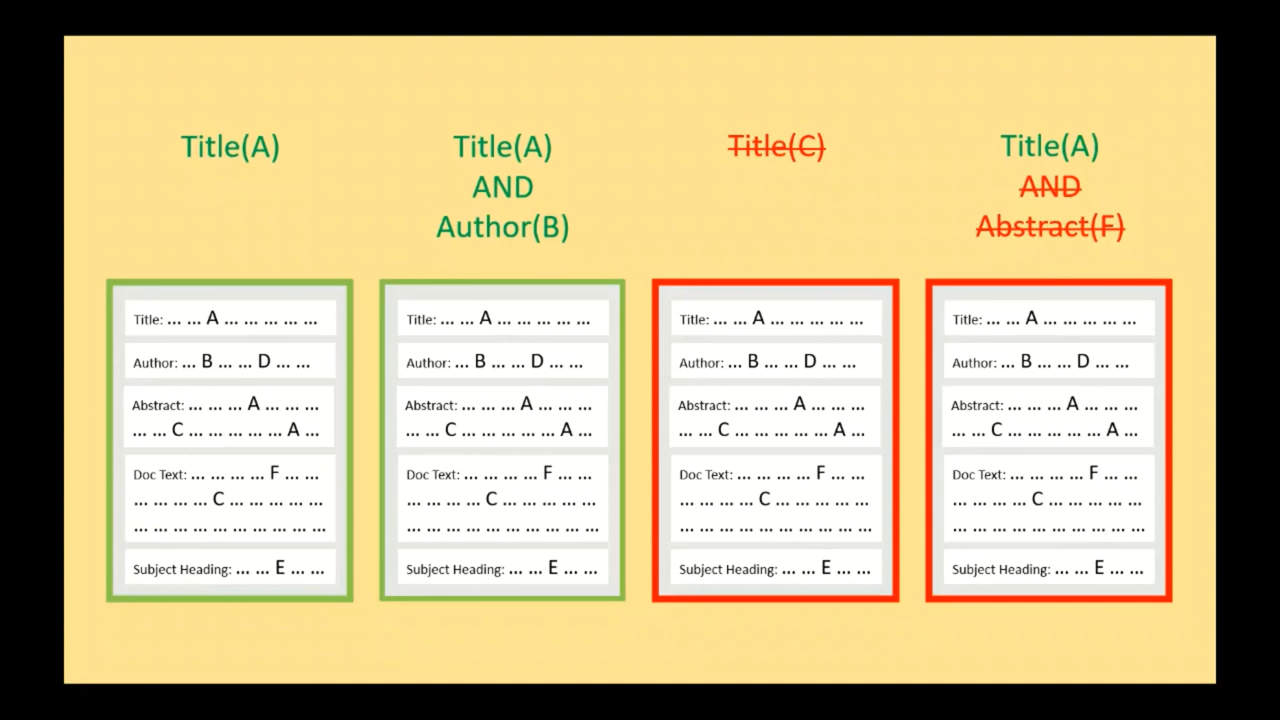 Title(A)
Title(A)
AND
Author(B)
Title(C)
Title(A)
AND
Abstract(F)
Title: ... ... A ... ... ... ... ...
Author: ... B ... ... D ... ...
Abstract: ... ... ... A ... ... ...
... ... C ... ... ... ... ... A ...
Doc Text: ... ... ... ... F ... ...
... ... ... ... C ... ... ... ... ...
... ... ... ... ... ... ... ... ... ...
Subject Heading: ... ... E ... ...
Title: ... ... A ... ... ... ... ...
Author: ... B ... ... D ... ...
Abstract: ... ... ... A ... ... ...
... ... C ... ... ... ... ... A ...
Doc Text: ... ... ... ... F ... ...
... ... ... ... C ... ... ... ... ...
... ... ... ... ... ... ... ... ... ...
Subject Heading: ... ... E ... ...
Title: ... ... A ... ... ... ... ...
Author: ... B ... ... D ... ...
Abstract: ... ... ... A ... ... ...
... ... C ... ... ... ... ... A ...
Doc Text: ... ... ... ... F ... ...
... ... ... ... C ... ... ... ... ...
... ... ... ... ... ... ... ... ... ...
Subject Heading: ... ... E ... ...
Title: ... ... A ... ... ... ... ...
Author: ... B ... ... D ... ...
Abstract: ... ... ... A ... ... ...
... ... C ... ... ... ... ... A ...
Doc Text: ... ... ... ... F ... ...
... ... ... ... C ... ... ... ... ...
... ... ... ... ... ... ... ... ... ...
Subject Heading: ... ... E ... ...